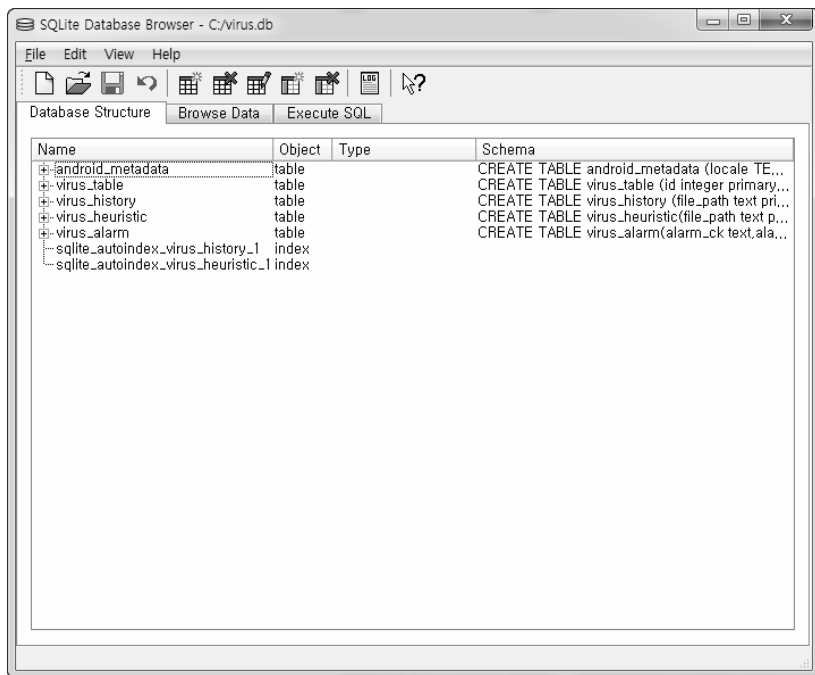 SQLite Database Browser - C:/virus.db
File Edit View Help
LOG
Database Structure Browse Data Execute SQL
Name Object Type Schema
android_metadata table CREATE TABLE android_metadata (locale TE...
virus_table table CREATE TABLE virus_table (id integer primary...
virus_history table CREATE TABLE virus_history (file_path text pri...
virus_heuristic table CREATE TABLE virus_heuristic(file_path text p...
virus_alarm table CREATE TABLE virus_alarm(alarm_ck text,ala...
sqlite_autoindex_virus_history_1 index
sqlite_autoindex_virus_heuristic_1 index